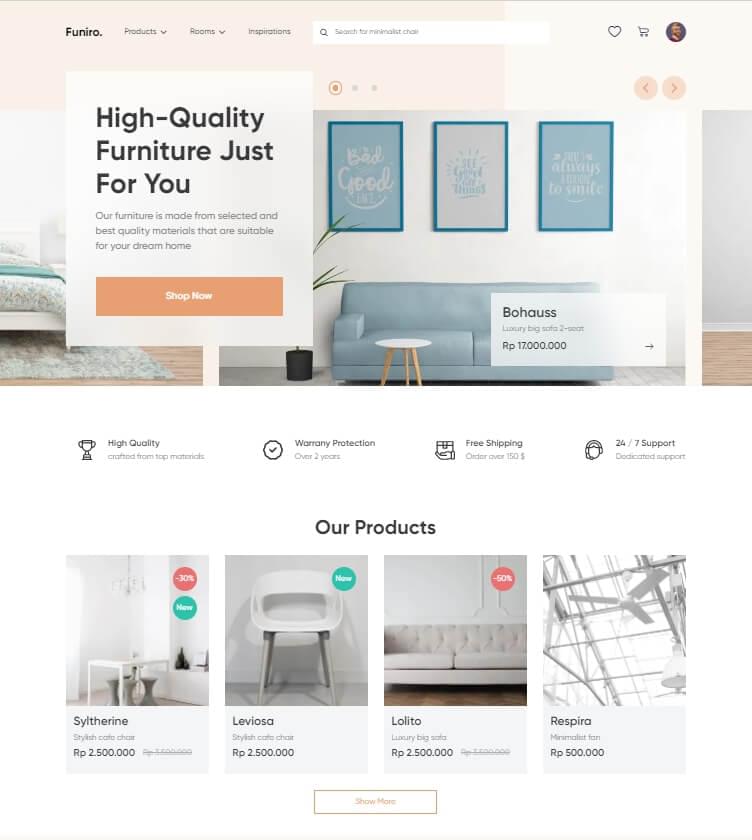 Funiro.
Products
Rooms
Inspirations
Search for minimalist chair
High-Quality
Furniture Just
For You
Our furniture is made from selected and
best quality materials that are suitable
for your dream home
Shop Now
Bad
Good
SEE
Good
THINGS
always
to smile
Bohauss
Luxury big sofa 2-seat
Rp 17.000.000
High Quality
crafted from top materials
Warrany Protection
Over 2 years
Free Shipping
Order over 150 $
24 / 7 Support
Dedicated support
Our Products
-30%
New
New
-50%
Syltherine
Stylish cafe chair
Rp 2.500.000 Rp 3.500.000
Leviosa
Stylish cafe chair
Rp 2.500.000
Lolito
Luxury big sofa
Rp 2.500.000 Rp 3.500.000
Respira
Minimalist fan
Rp 500.000
Show More